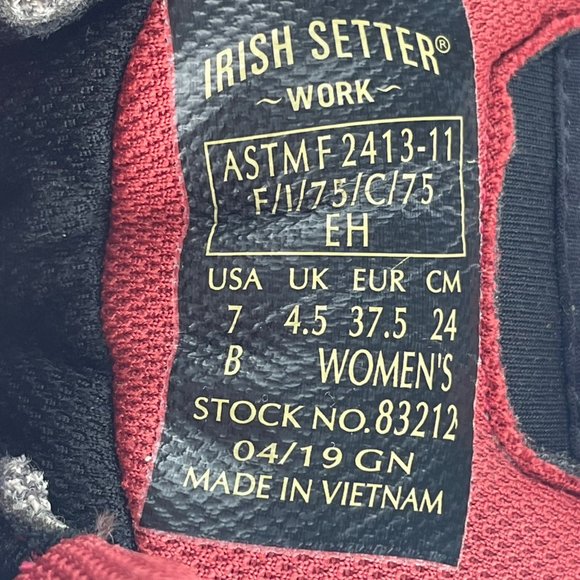 IRISH SETTER®
~WORK~
ASTM F 2413-11
F/I/75/C/75
EH
USA UK EUR CM
7 4.5 37.5 24
B WOMEN'S
STOCK NO. 83212
04/19 GN
MADE IN VIETNAM